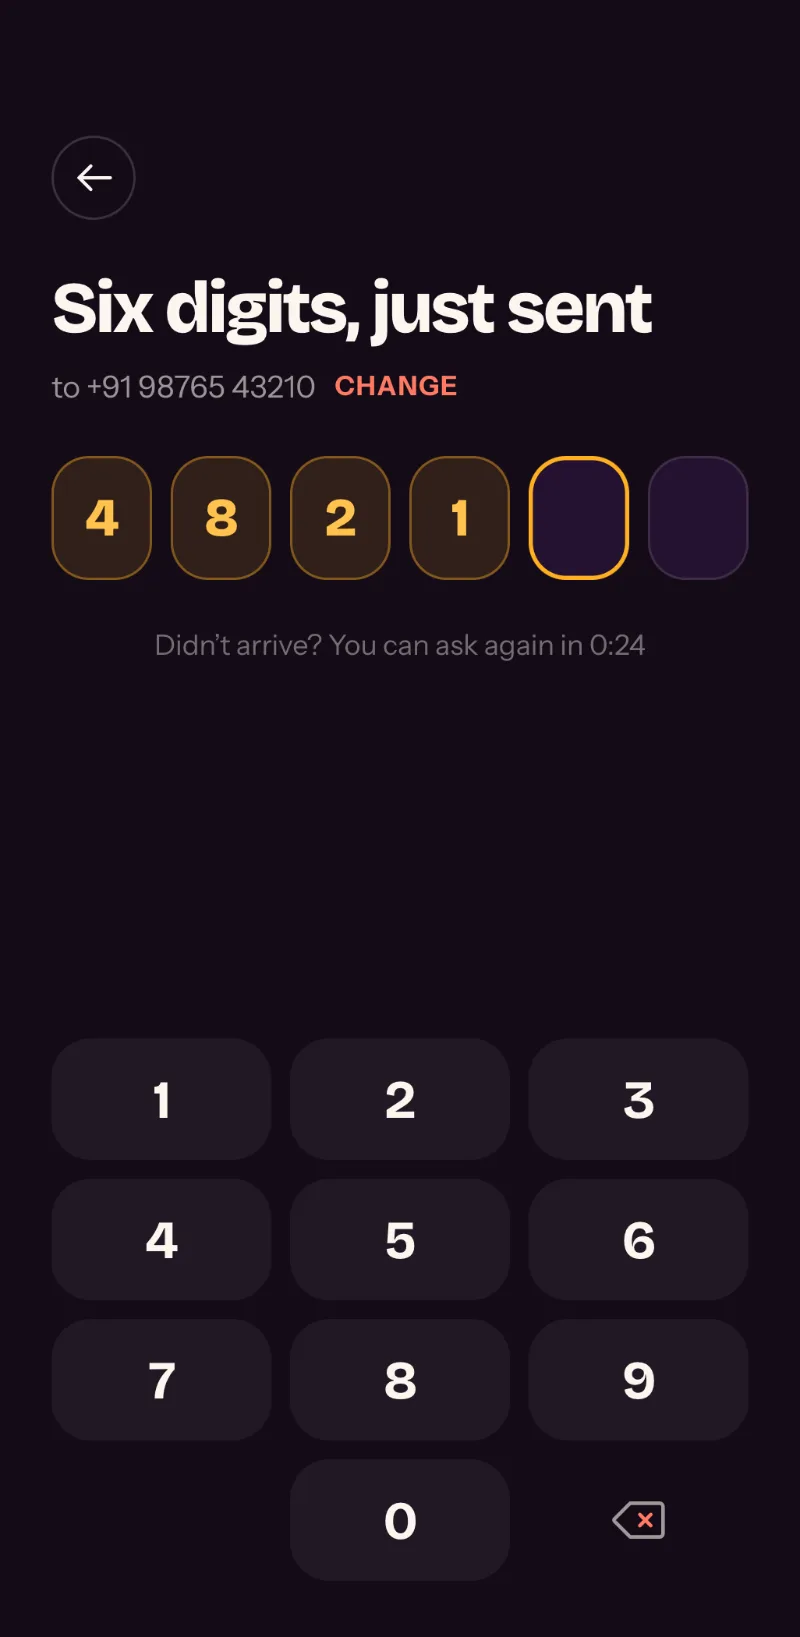 Six digits, just sent
to +91 98765 43210 CHANGE
4 8 2 1
Didn’t arrive? You can ask again in 0:24
1 2 3
4 5 6
7 8 9
0